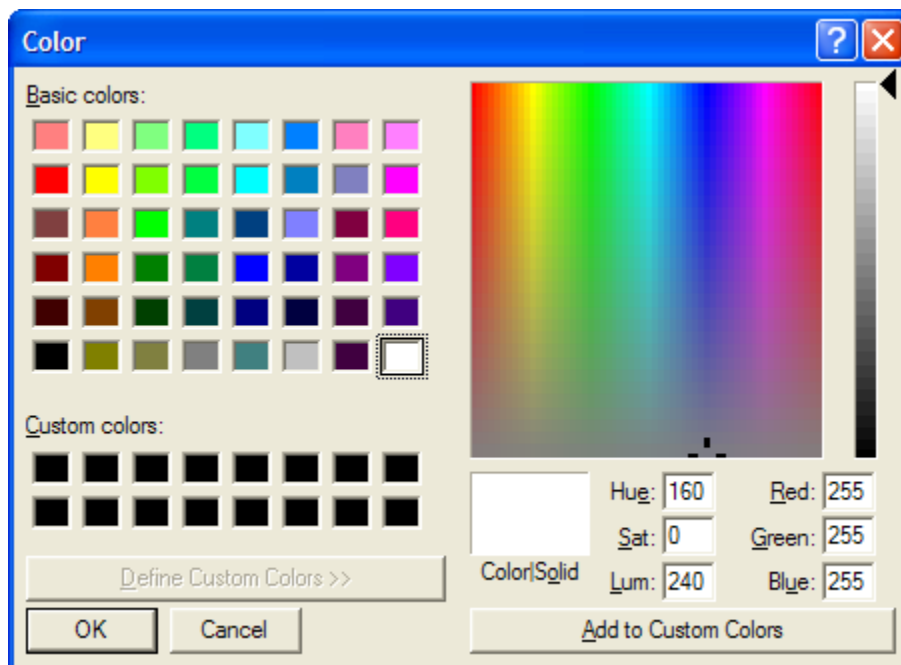 Color
Basic colors:
Custom colors:
Define Custom Colors >>
OK Cancel
Color|Solid
Hue: 160 Red: 255
Sat: 0 Green: 255
Lum: 240 Blue: 255
Add to Custom Colors